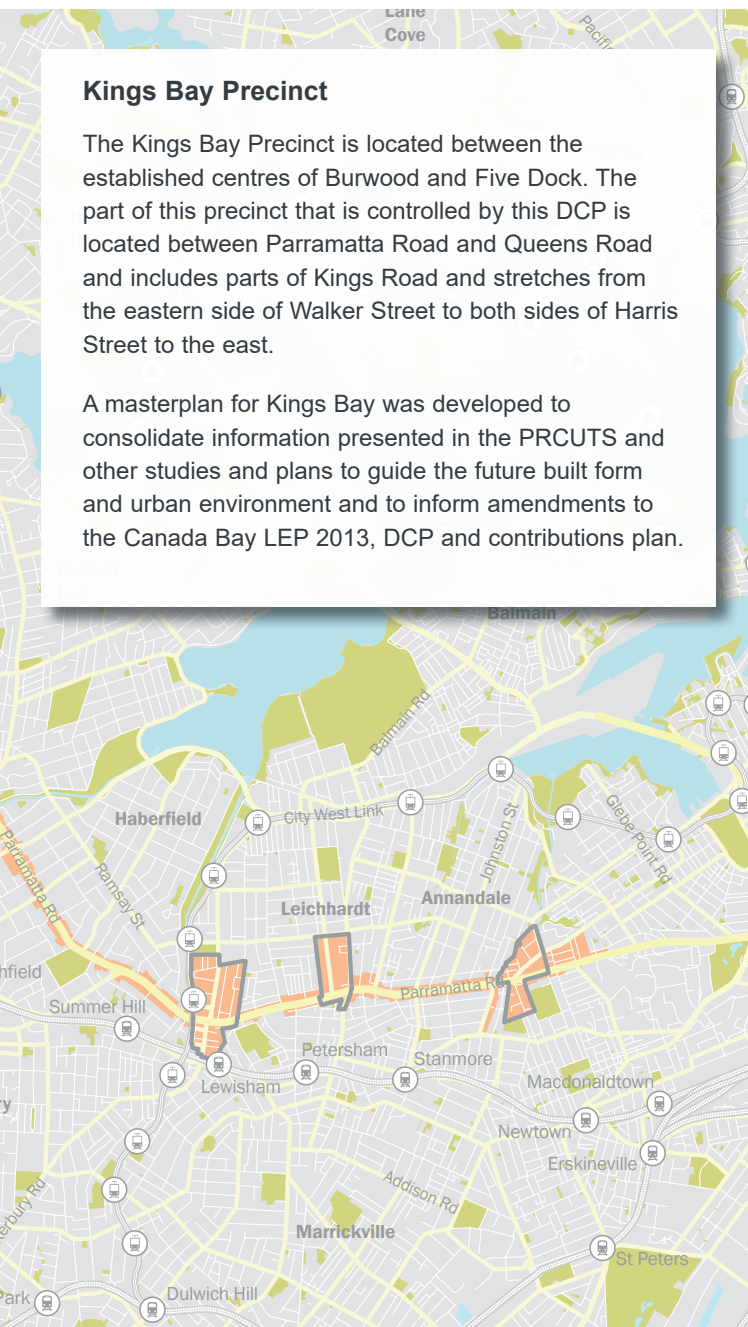 Lane
Cove
Pacific
Kings Bay Precinct
The Kings Bay Precinct is located between the
established centres of Burwood and Five Dock. The
part of this precinct that is controlled by this DCP is
located between Parramatta Road and Queens Road
and includes parts of Kings Road and stretches from
the eastern side of Walker Street to both sides of Harris
Street to the east.
A masterplan for Kings Bay was developed to
consolidate information presented in the PRCUTS and
other studies and plans to guide the future built form
and urban environment and to inform amendments to
the Canada Bay LEP 2013, DCP and contributions plan.
Balmain
Balmain Rd
Haberfield
City West Link
Johnston St
Glebe Point Rd
Parramatta Rd
Ramsay St
Leichhardt
Annandale
hfield
Summer Hill
Parramatta Rd
Petersham
Stanmore
Lewisham
Macdonaldtown
ry
Newtown
Erskineville
Addison Rd
terbury Rd
Marrickville
St Peters
Park
Dulwich Hill